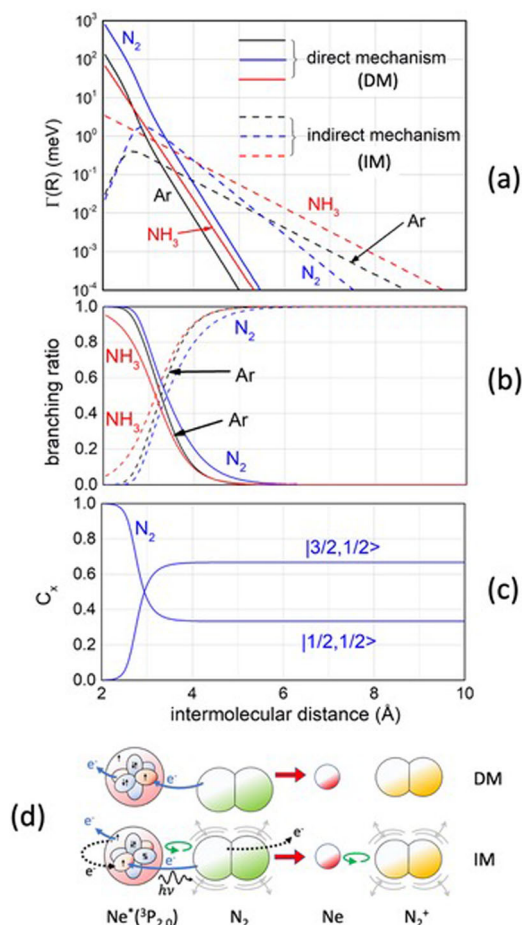 10³
N₂
direct mechanism
(DM)
10²
10¹
10⁰
indirect mechanism
(IM)
10⁻¹
10⁻²
10⁻³
10⁻⁴
Γ(R) (meV)
Ar
NH₃
NH₃
Ar
N₂
(a)
1.0
0.8
0.6
0.4
0.2
0.0
branching ratio
N₂
NH₃
Ar
Ar
NH₃
N₂
(b)
1.0
0.8
0.6
0.4
0.2
0.0
Cₓ
N₂
|3/2,1/2>
|1/2,1/2>
(c)
2 4 6 8 10
intermolecular distance (Å)
(d)
e⁻ e⁻ DM
e⁻ e⁻ e⁻ e⁻ IM
hν
Ne*(³P₂,₀) N₂ Ne N₂⁺